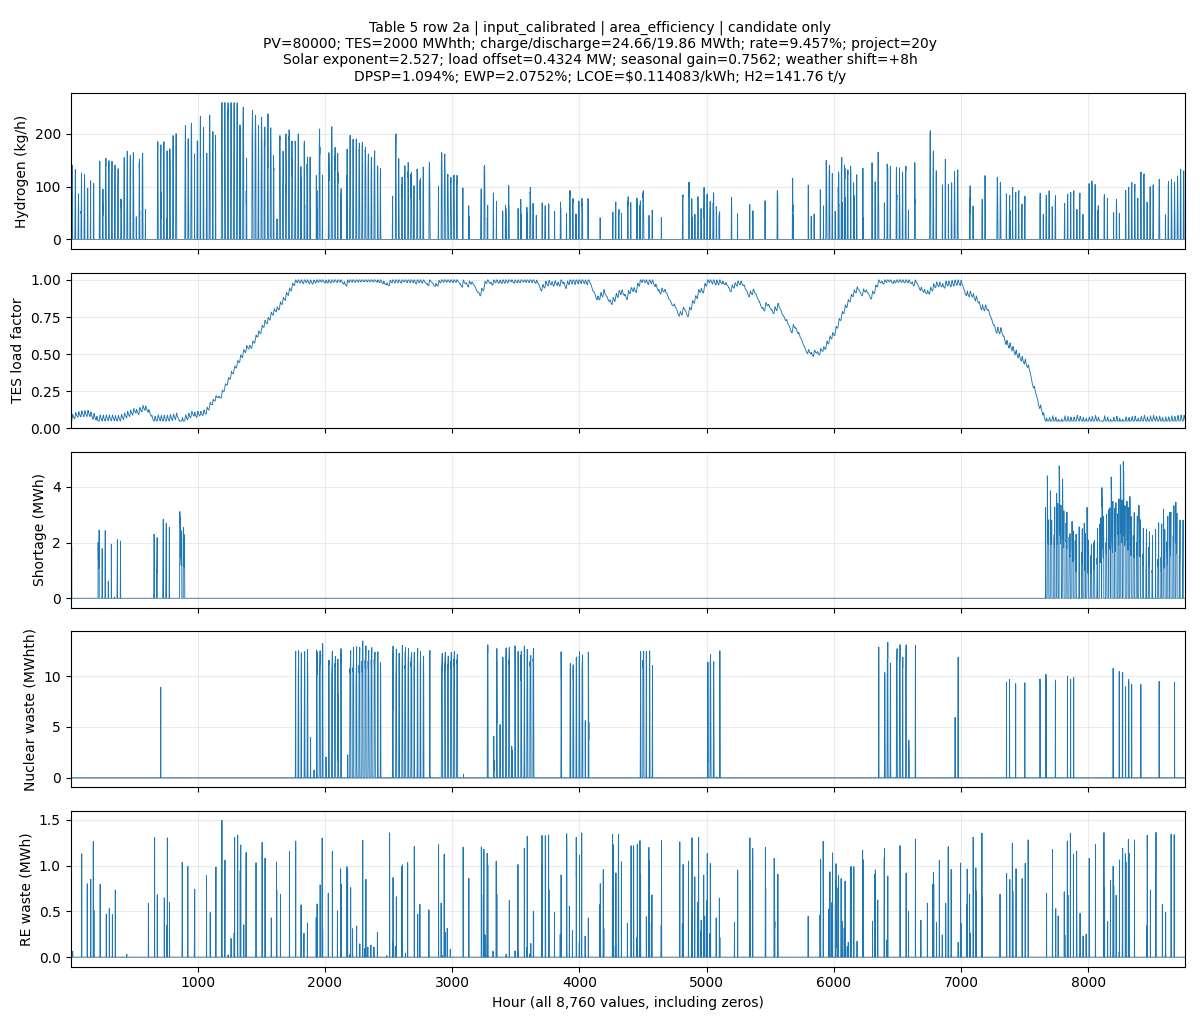 Table 5 row 2a | input_calibrated | area_efficiency | candidate only
PV=80000; TES=2000 MWhth; charge/discharge=24.66/19.86 MWth; rate=9.457%; project=20y
Solar exponent=2.527; load offset=0.4324 MW; seasonal gain=0.7562; weather shift=+8h
DPSP=1.094%; EWP=2.0752%; LCOE=$0.114083/kWh; H2=141.76 t/y
Hydrogen (kg/h)
200
100
0
TES load factor
1.00
0.75
0.50
0.25
0.00
Shortage (MWh)
4
2
0
Nuclear waste (MWhth)
10
5
0
RE waste (MWh)
1.5
1.0
0.5
0.0
1000 2000 3000 4000 5000 6000 7000 8000
Hour (all 8,760 values, including zeros)